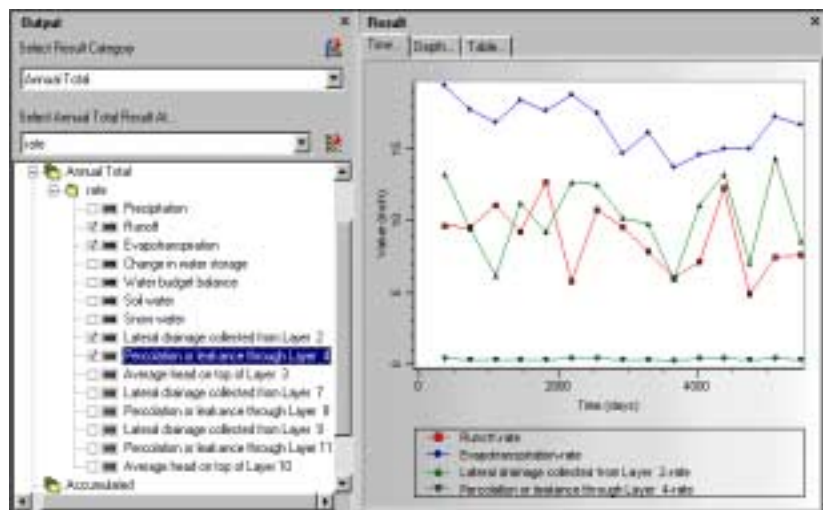 Output
Select Result Category
Annual Total
Select Annual Total Result At...
rate
Annual Total
rate
Precipitation
Runoff
Evapotranspiration
Change in water storage
Water budget balance
Soil water
Snow water
Lateral drainage collected from Layer 2
Percolation or leakance through Layer 4
Average head on top of Layer 3
Lateral drainage collected from Layer 7
Percolation or leakance through Layer 8
Lateral drainage collected from Layer
Percolation or leakance through Layer 11
Average head on top of Layer 10
Accumulated
Result
Time... Depth... Table...
Value (inch)
15
10
5
0
0 2000 4000
Time (days)
Runoff-rate
Evapotranspiration-rate
Lateral drainage collected from Layer 2-rate
Percolation or leakance through Layer 4-rate